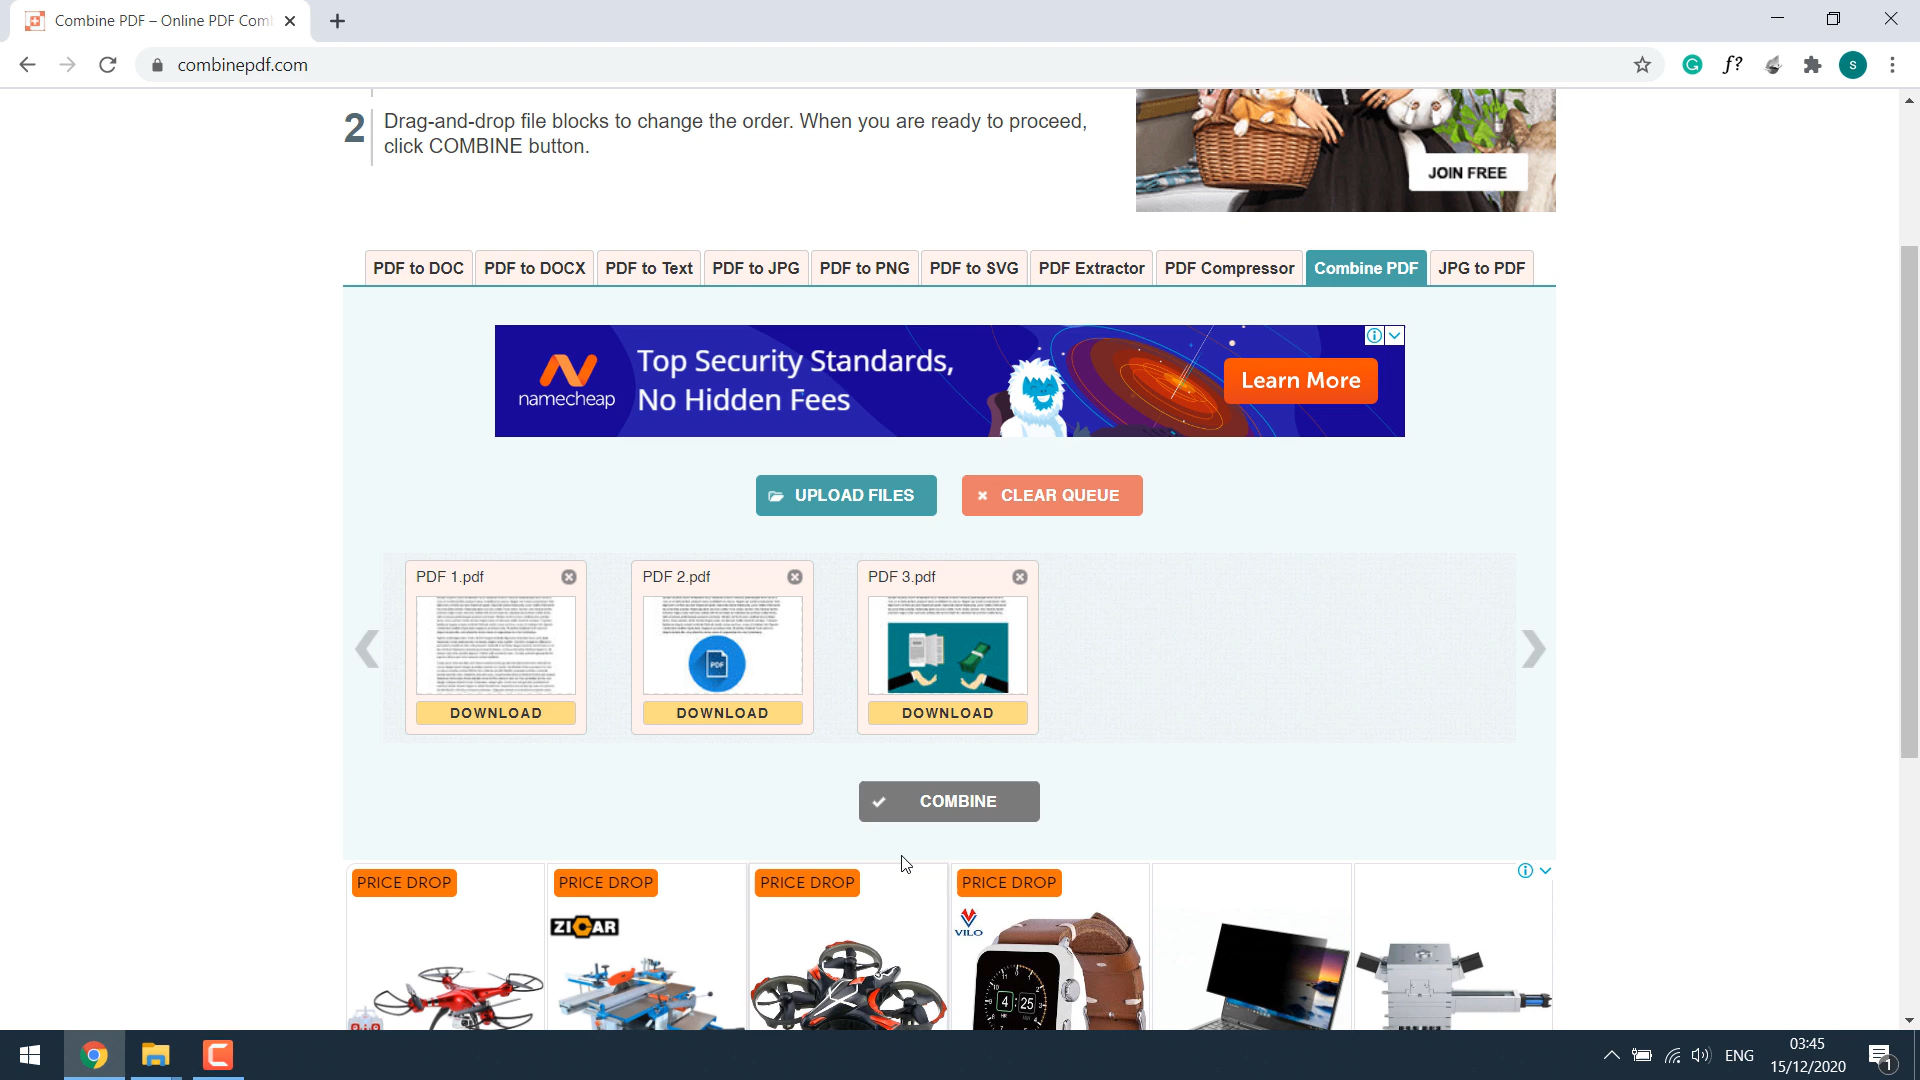 Combine PDF – Online PDF Com
combinepdf.com
G
f?
S
2
Drag-and-drop file blocks to change the order. When you are ready to proceed,
click COMBINE button.
JOIN FREE
PDF to DOC
PDF to DOCX
PDF to Text
PDF to JPG
PDF to PNG
PDF to SVG
PDF Extractor
PDF Compressor
Combine PDF
JPG to PDF
namecheap
Top Security Standards,
No Hidden Fees
Learn More
UPLOAD FILES
CLEAR QUEUE
PDF 1.pdf
PDF 2.pdf
PDF 3.pdf
PDF
DOWNLOAD
DOWNLOAD
DOWNLOAD
COMBINE
PRICE DROP
PRICE DROP
PRICE DROP
PRICE DROP
ZICAR
VILO
4:25
ENG
03:45
15/12/2020
1